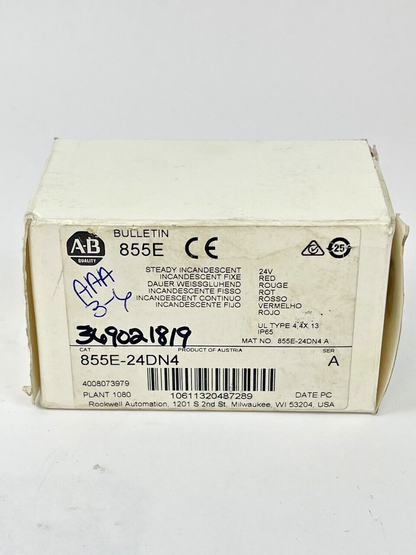 BULLETIN
A-B
QUALITY
855E CE
25
STEADY INCANDESCENT 24V
INCANDESCENT FIXE RED
DAUER WEISSGLUHEND ROUGE
INCANDESCENTE FISSO ROT
INCANDESCENT CONTINUO ROSSO
INCANDESCENTE FIJO VERMELHO
ROJO
AAA
3-4
UL TYPE 4,4X,13
IP65
369021819
MAT NO. 855E-24DN4 A
CAT PRODUCT OF AUSTRIA SER
855E-24DN4 A
4008073979
PLANT 1080 10611320487289 DATE PC
Rockwell Automation, 1201 S 2nd St, Milwaukee, WI 53204, USA